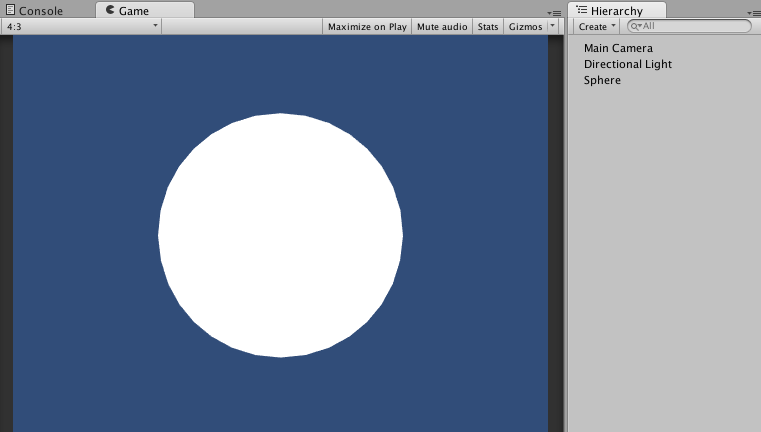 Console Game
4:3 Maximize on Play Mute audio Stats Gizmos
Hierarchy
Create All
Main Camera
Directional Light
Sphere